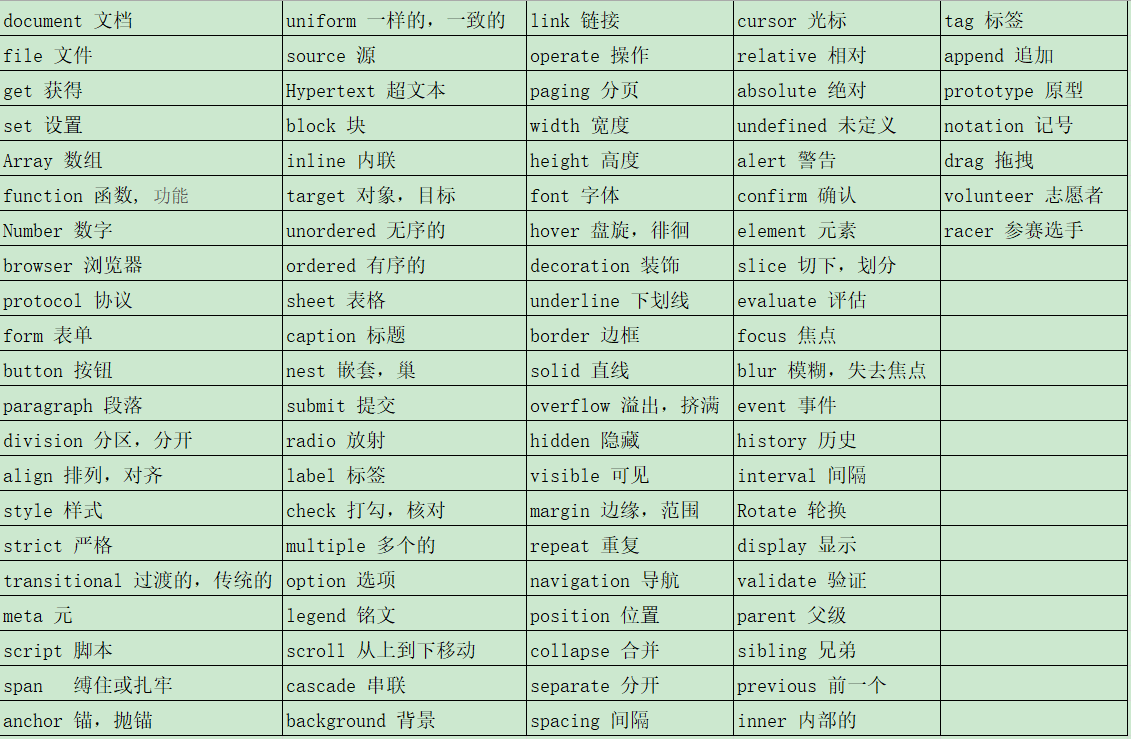 document 文档 uniform 一样的，一致的 link 链接 cursor 光标 tag 标签
file 文件 source 源 operate 操作 relative 相对 append 追加
get 获得 Hypertext 超文本 paging 分页 absolute 绝对 prototype 原型
set 设置 block 块 width 宽度 undefined 未定义 notation 记号
Array 数组 inline 内联 height 高度 alert 警告 drag 拖拽
function 函数, 功能 target 对象，目标 font 字体 confirm 确认 volunteer 志愿者
Number 数字 unordered 无序的 hover 盘旋，徘徊 element 元素 racer 参赛选手
browser 浏览器 ordered 有序的 decoration 装饰 slice 切下，划分
protocol 协议 sheet 表格 underline 下划线 evaluate 评估
form 表单 caption 标题 border 边框 focus 焦点
button 按钮 nest 嵌套，巢 solid 直线 blur 模糊，失去焦点
paragraph 段落 submit 提交 overflow 溢出，挤满 event 事件
division 分区，分开 radio 放射 hidden 隐藏 history 历史
align 排列，对齐 label 标签 visible 可见 interval 间隔
style 样式 check 打勾，核对 margin 边缘，范围 Rotate 轮换
strict 严格 multiple 多个的 repeat 重复 display 显示
transitional 过渡的，传统的 option 选项 navigation 导航 validate 验证
meta 元 legend 铭文 position 位置 parent 父级
script 脚本 scroll 从上到下移动 collapse 合并 sibling 兄弟
span 缚住或扎牢 cascade 串联 separate 分开 previous 前一个
anchor 锚，抛锚 background 背景 spacing 间隔 inner 内部的